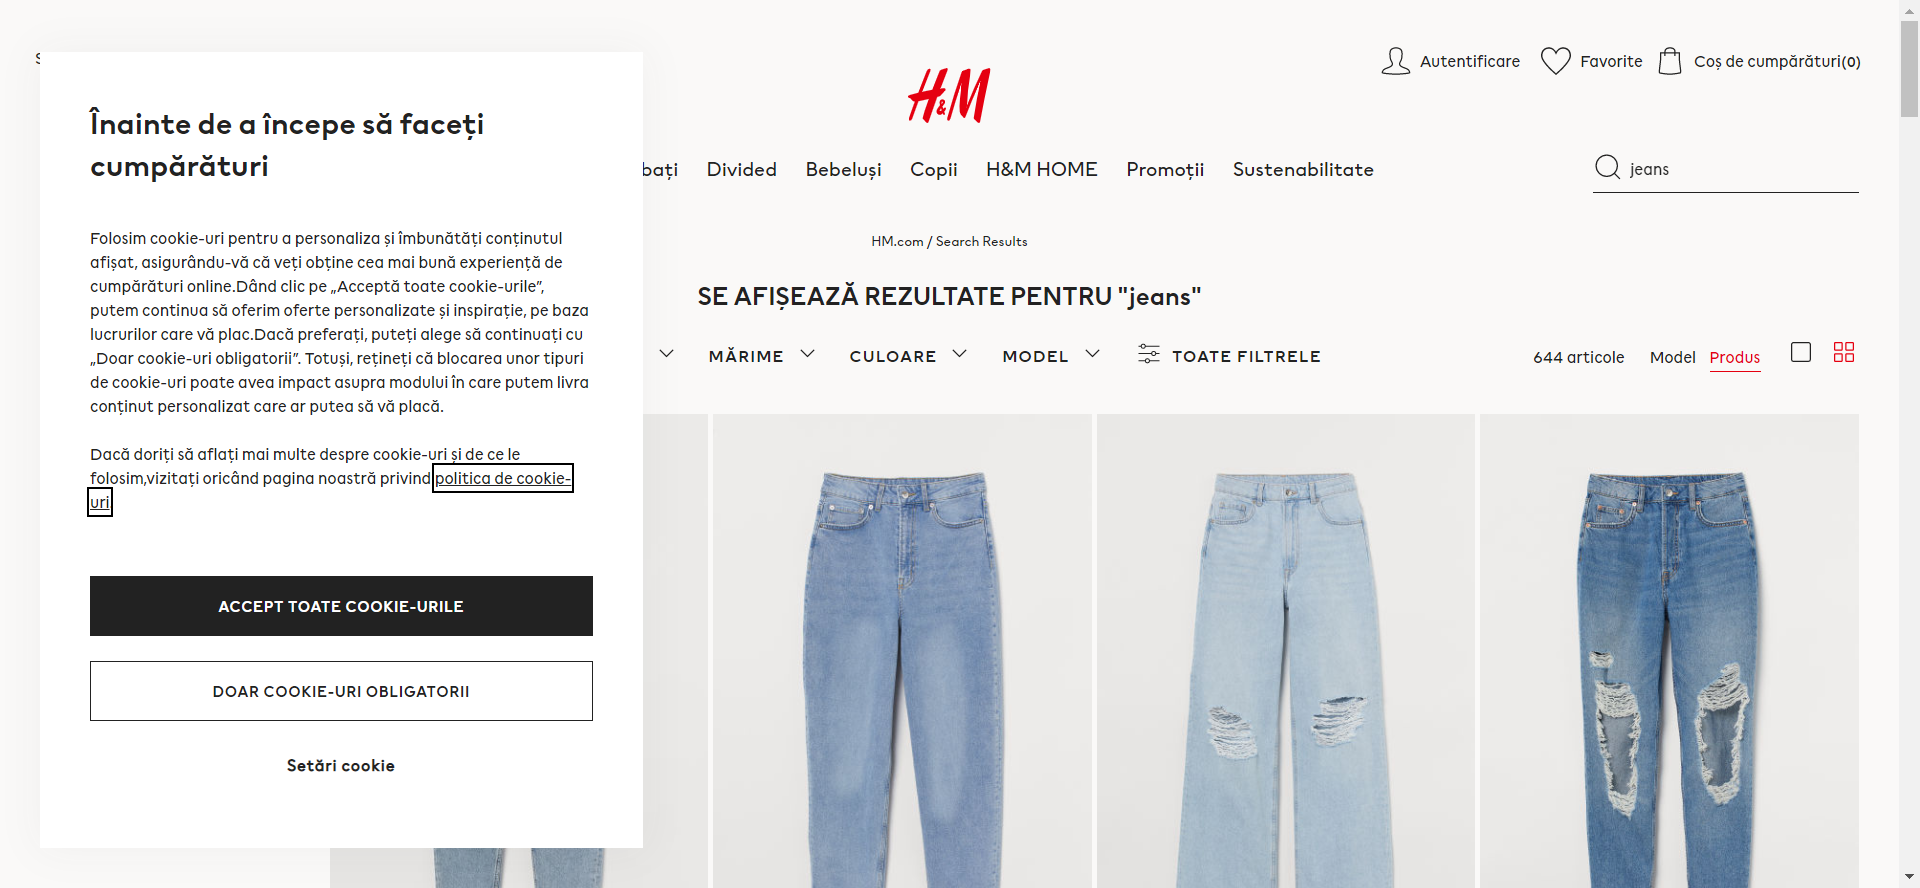 Autentificare
Favorite
Coș de cumpărături(0)
H&M
Divided
Bebeluși
Copii
H&M HOME
Promoții
Sustenabilitate
jeans
HM.com / Search Results
SE AFIȘEAZĂ REZULTATE PENTRU "jeans"
MĂRIME
CULOARE
MODEL
TOATE FILTRELE
644 articole
Model
Produs
Înainte de a începe să faceți
cumpărături
Folosim cookie-uri pentru a personaliza și îmbunătăți conținutul
afișat, asigurându-vă că veți obține cea mai bună experiență de
cumpărături online.Dând clic pe „Acceptă toate cookie-urile”,
putem continua să oferim oferte personalizate și inspirație, pe baza
lucrurilor care vă plac.Dacă preferați, puteți alege să continuați cu
„Doar cookie-uri obligatorii”. Totuși, rețineți că blocarea unor tipuri
de cookie-uri poate avea impact asupra modului în care putem livra
conținut personalizat care ar putea să vă placă.
Dacă doriți să aflați mai multe despre cookie-uri și de ce le
folosim,vizitați oricând pagina noastră privind politica de cookie-
uri
ACCEPT TOATE COOKIE-URILE
DOAR COOKIE-URI OBLIGATORII
Setări cookie